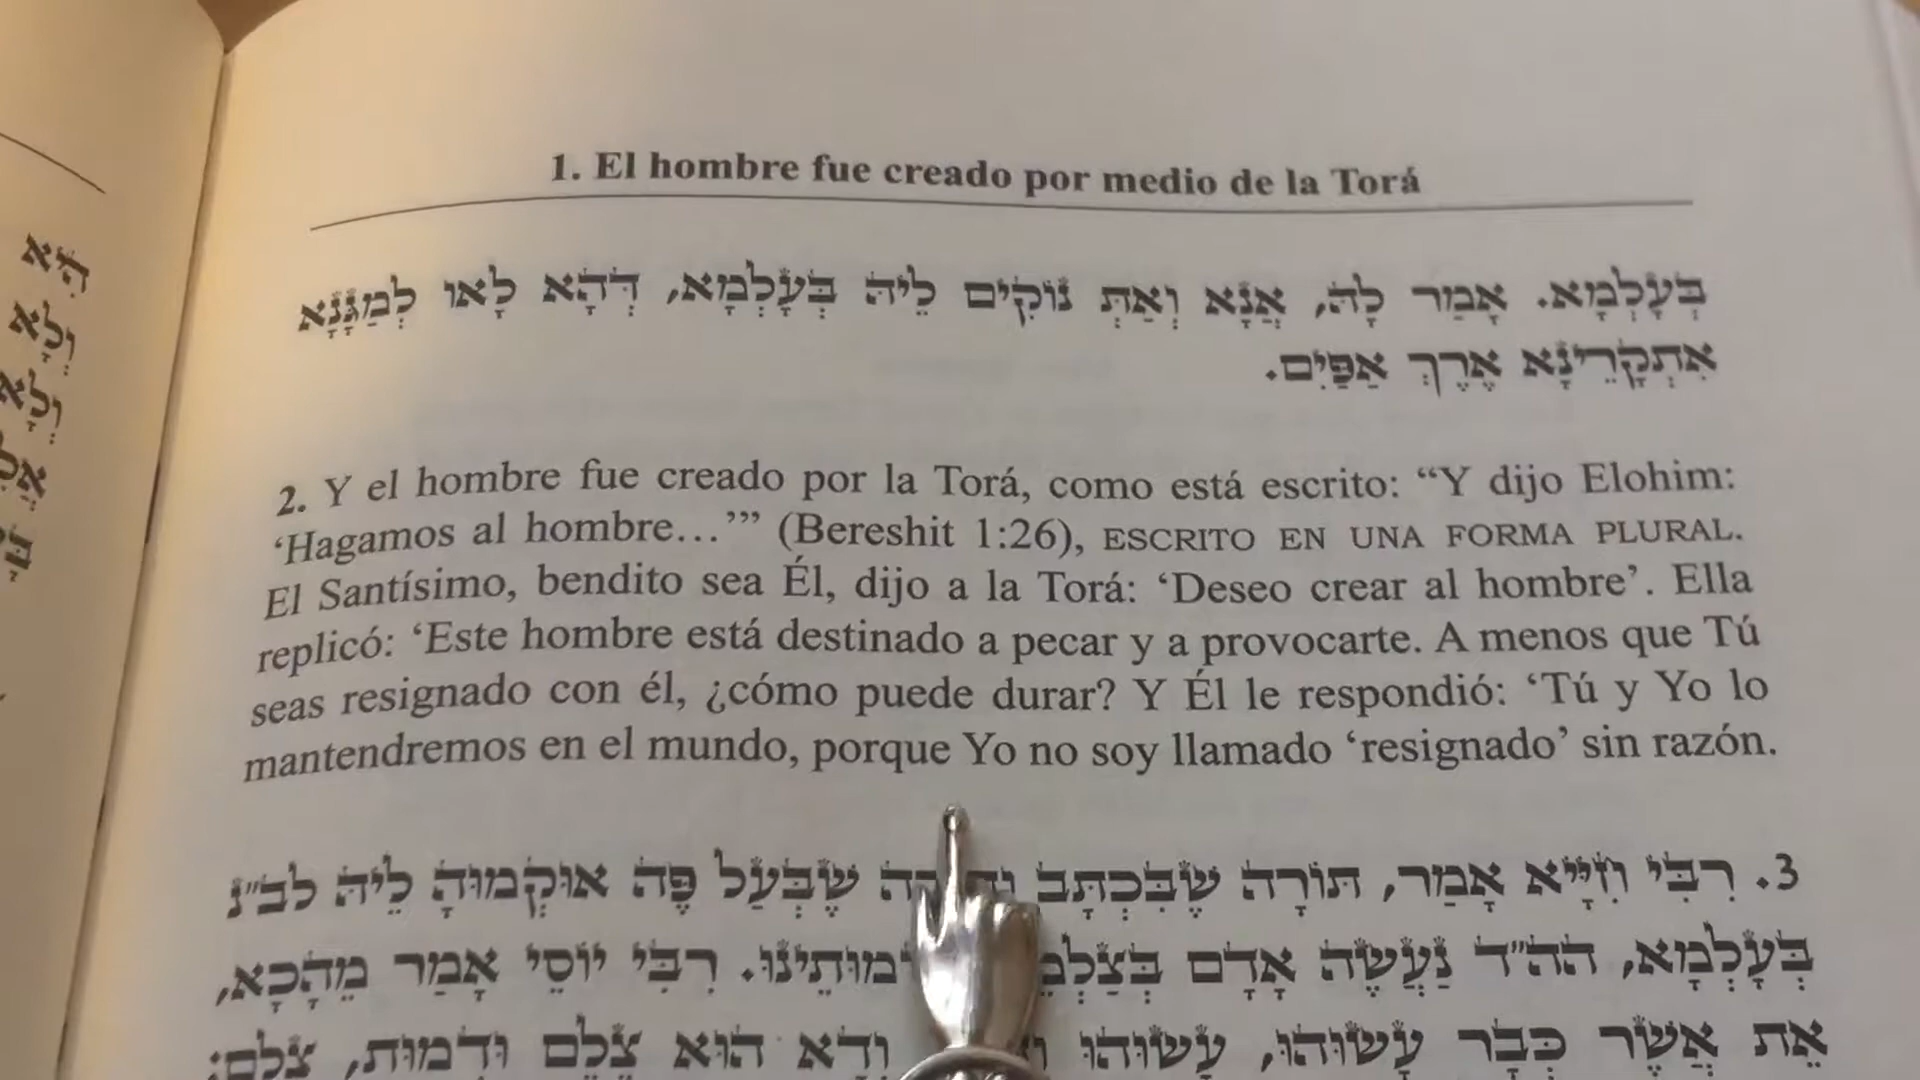 1. El hombre fue creado por medio de la Torá
בְּעָלְמָא. אָמַר לָהּ, אֲנָא וְאַתְּ נוֹקִים לֵיהּ בְּעָלְמָא, דְּהָא לָאו לְמַגָּנָא
אִתְקָרֵינָא אֶרֶךְ אַפַּיִם.
2. Y el hombre fue creado por la Torá, como está escrito: “Y dijo Elohim:
‘Hagamos al hombre…’” (Bereshit 1:26), ESCRITO EN UNA FORMA PLURAL.
El Santísimo, bendito sea Él, dijo a la Torá: ‘Deseo crear al hombre’. Ella
replicó: ‘Este hombre está destinado a pecar y a provocarte. A menos que Tú
seas resignado con él, ¿cómo puede durar? Y Él le respondió: ‘Tú y Yo lo
mantendremos en el mundo, porque Yo no soy llamado ‘resignado’ sin razón.
3. רִבִּי חִיָּיא אָמַר, תּוֹרָה שֶׁבִּכְתָב שֶׁבְּעַל פֶּה אוּקְמוּהָ לֵיהּ לב"נ
בְּעָלְמָא, הה"ד נַעֲשֶׂה אָדָם רִבִּי יוֹסֵי אָמַר מֵהָכָא,
אֵת אֲשֶׁר כְּבָר עָשׂוּהוּ, עָשׂוּהוּ וְדָא הוּא צֶלֶם וּדְמוּת, צֶלֶם:
הִיא
וְלָא
וְלָא